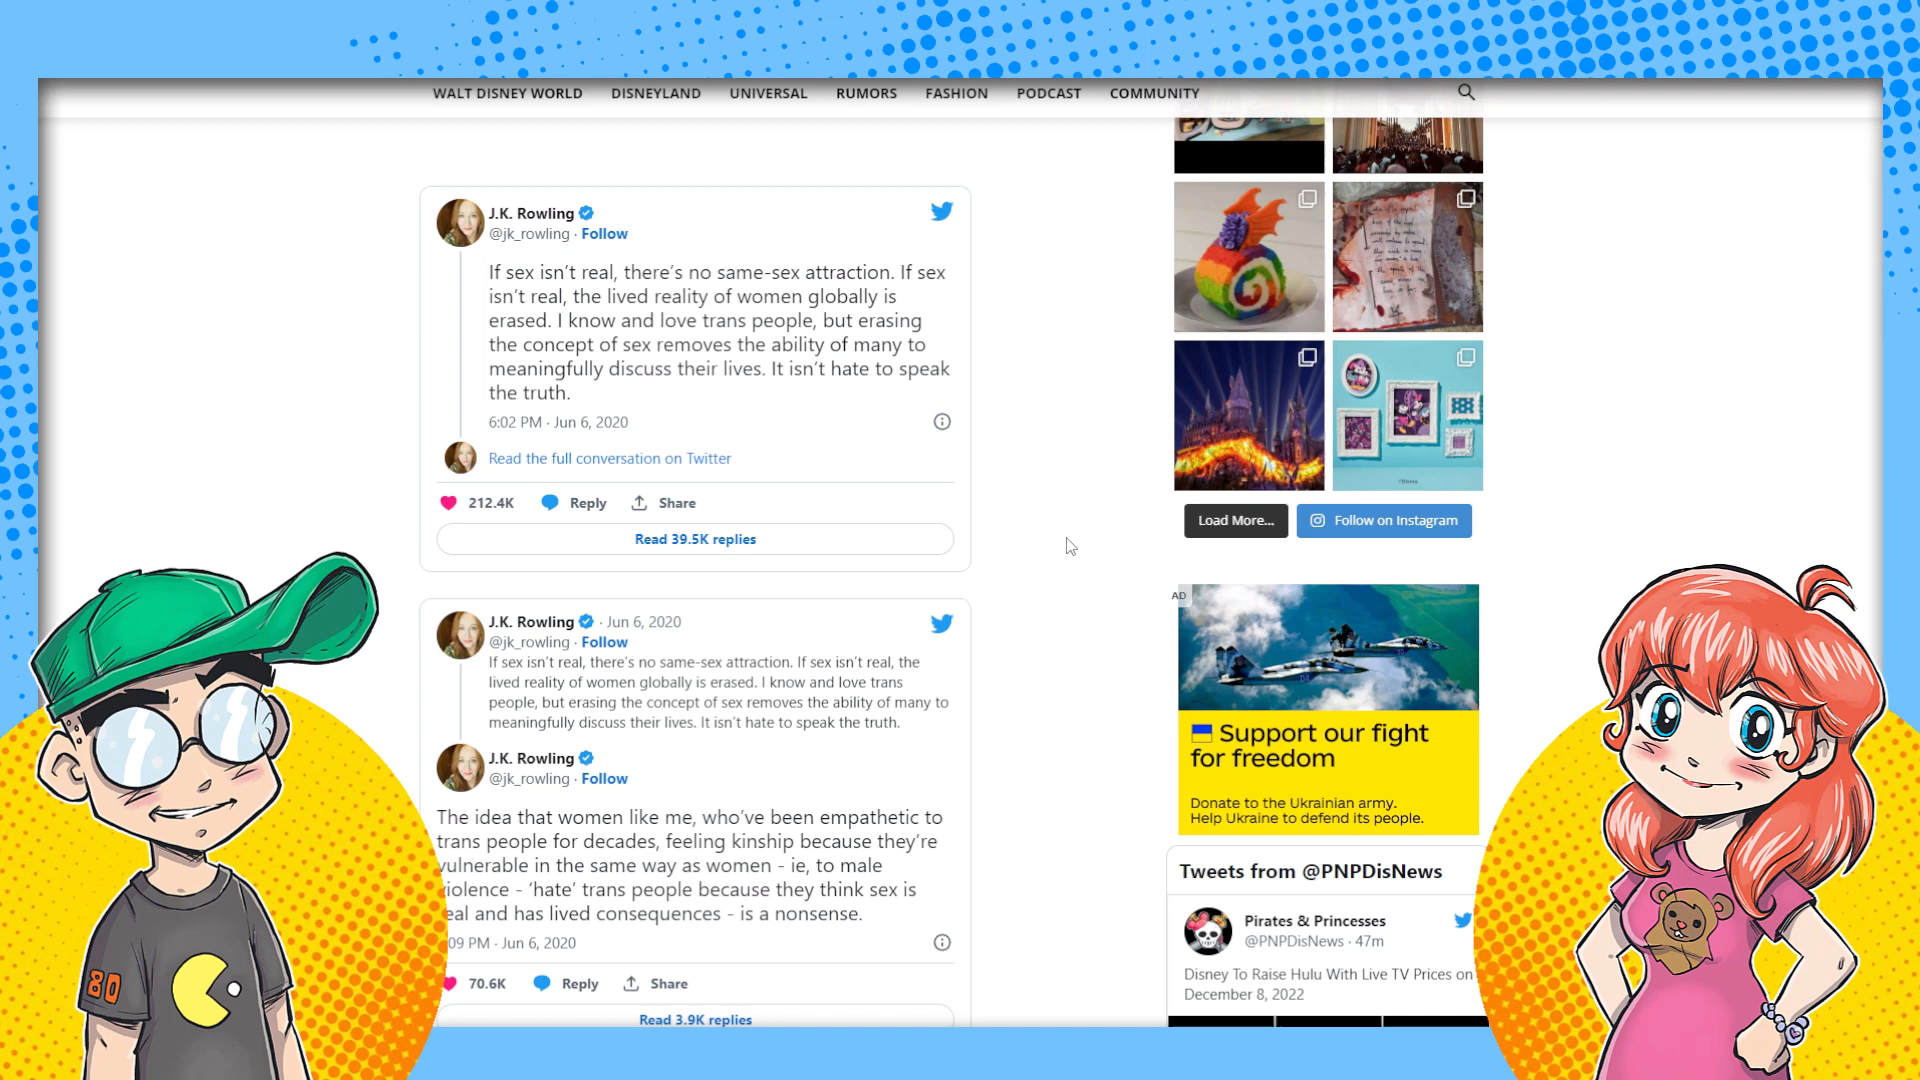 WALT DISNEY WORLD DISNEYLAND UNIVERSAL RUMORS FASHION PODCAST COMMUNITY
J.K. Rowling
@jk_rowling · Follow
If sex isn't real, there's no same-sex attraction. If sex
isn't real, the lived reality of women globally is
erased. I know and love trans people, but erasing
the concept of sex removes the ability of many to
meaningfully discuss their lives. It isn't hate to speak
the truth.
6:02 PM · Jun 6, 2020
Read the full conversation on Twitter
212.4K Reply Share
Read 39.5K replies
J.K. Rowling · Jun 6, 2020
@jk_rowling · Follow
If sex isn't real, there's no same-sex attraction. If sex isn't real, the
lived reality of women globally is erased. I know and love trans
people, but erasing the concept of sex removes the ability of many to
meaningfully discuss their lives. It isn't hate to speak the truth.
J.K. Rowling
@jk_rowling · Follow
The idea that women like me, who've been empathetic to
trans people for decades, feeling kinship because they're
vulnerable in the same way as women - ie, to male
violence - 'hate' trans people because they think sex is
eal and has lived consequences - is a nonsense.
09 PM · Jun 6, 2020
70.6K Reply Share
Read 3.9K replies
Load More...
Follow on Instagram
AD
Support our fight
for freedom
Donate to the Ukrainian army.
Help Ukraine to defend its people.
Tweets from @PNPDisNews
Pirates & Princesses
@PNPDisNews · 47m
Disney To Raise Hulu With Live TV Prices on
December 8, 2022
80